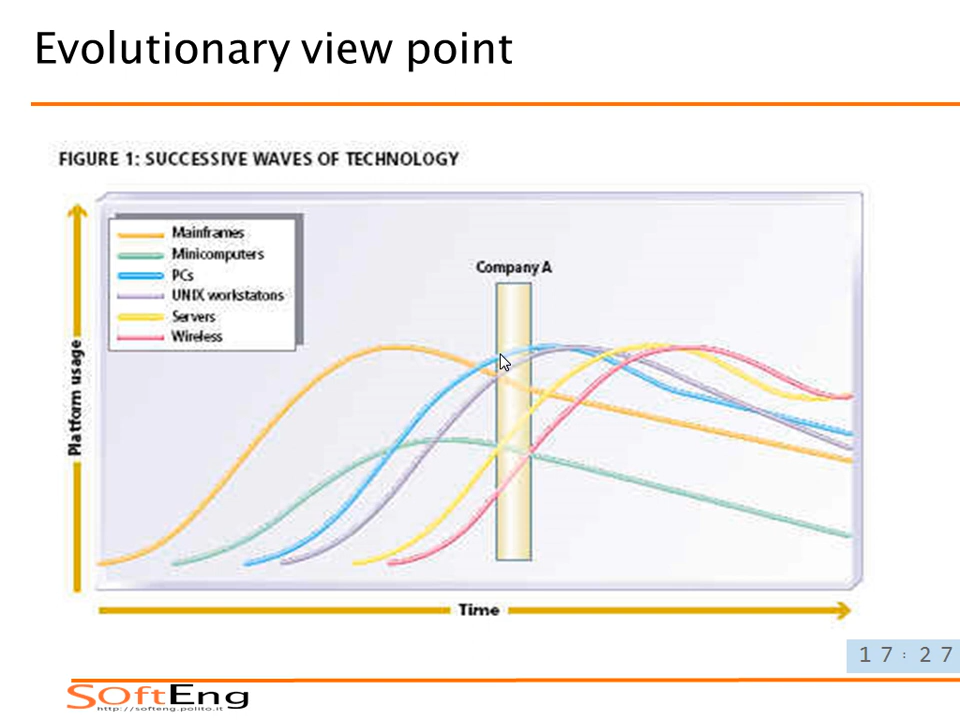 Evolutionary view point
FIGURE 1: SUCCESSIVE WAVES OF TECHNOLOGY
Mainframes
Minicomputers
PCs
UNIX workstatons
Servers
Wireless
Company A
Platform usage
Time
17:27
SoftEng
http://softeng.polito.it